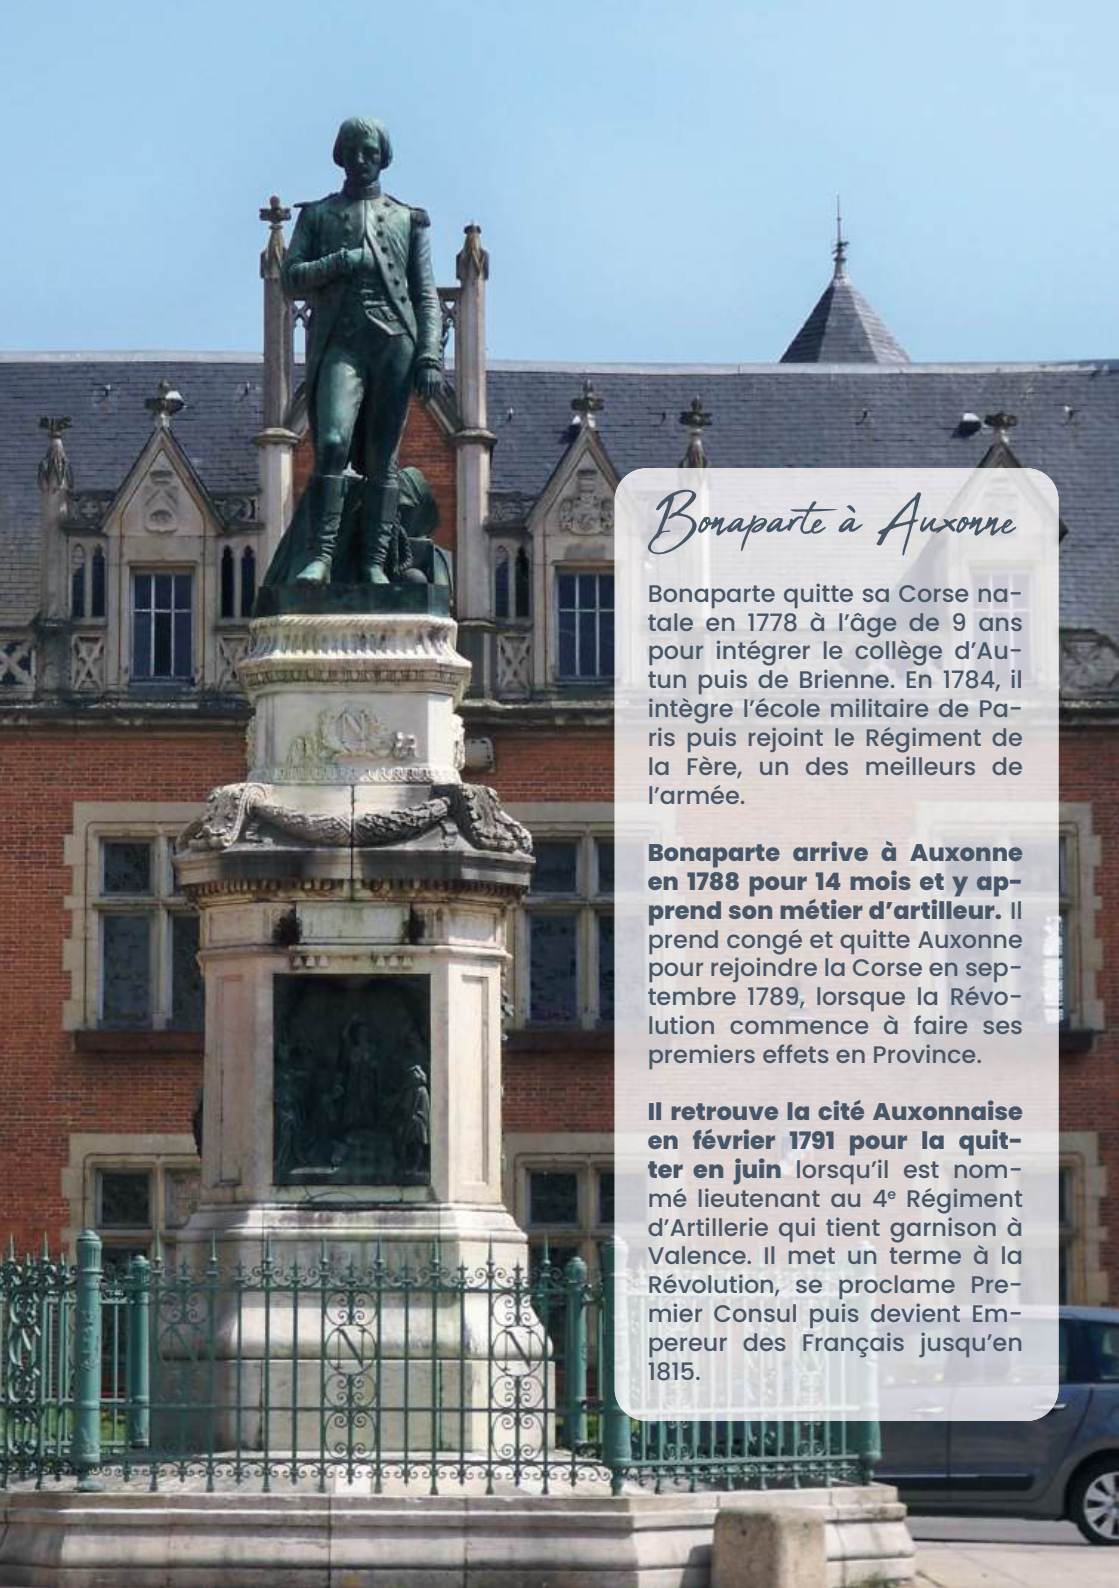 Bonaparte à Auxonne
Bonaparte quitte sa Corse na-
tale en 1778 à l’âge de 9 ans
pour intégrer le collège d’Au-
tun puis de Brienne. En 1784, il
intègre l’école militaire de Pa-
ris puis rejoint le Régiment de
la Fère, un des meilleurs de
l’armée.
Bonaparte arrive à Auxonne
en 1788 pour 14 mois et y ap-
prend son métier d’artilleur. Il
prend congé et quitte Auxonne
pour rejoindre la Corse en sep-
tembre 1789, lorsque la Révo-
lution commence à faire ses
premiers effets en Province.
Il retrouve la cité Auxonnaise
en février 1791 pour la quit-
ter en juin lorsqu’il est nom-
mé lieutenant au 4e Régiment
d’Artillerie qui tient garnison à
Valence. Il met un terme à la
Révolution, se proclame Pre-
mier Consul puis devient Em-
pereur des Français jusqu’en
1815.
N
N N